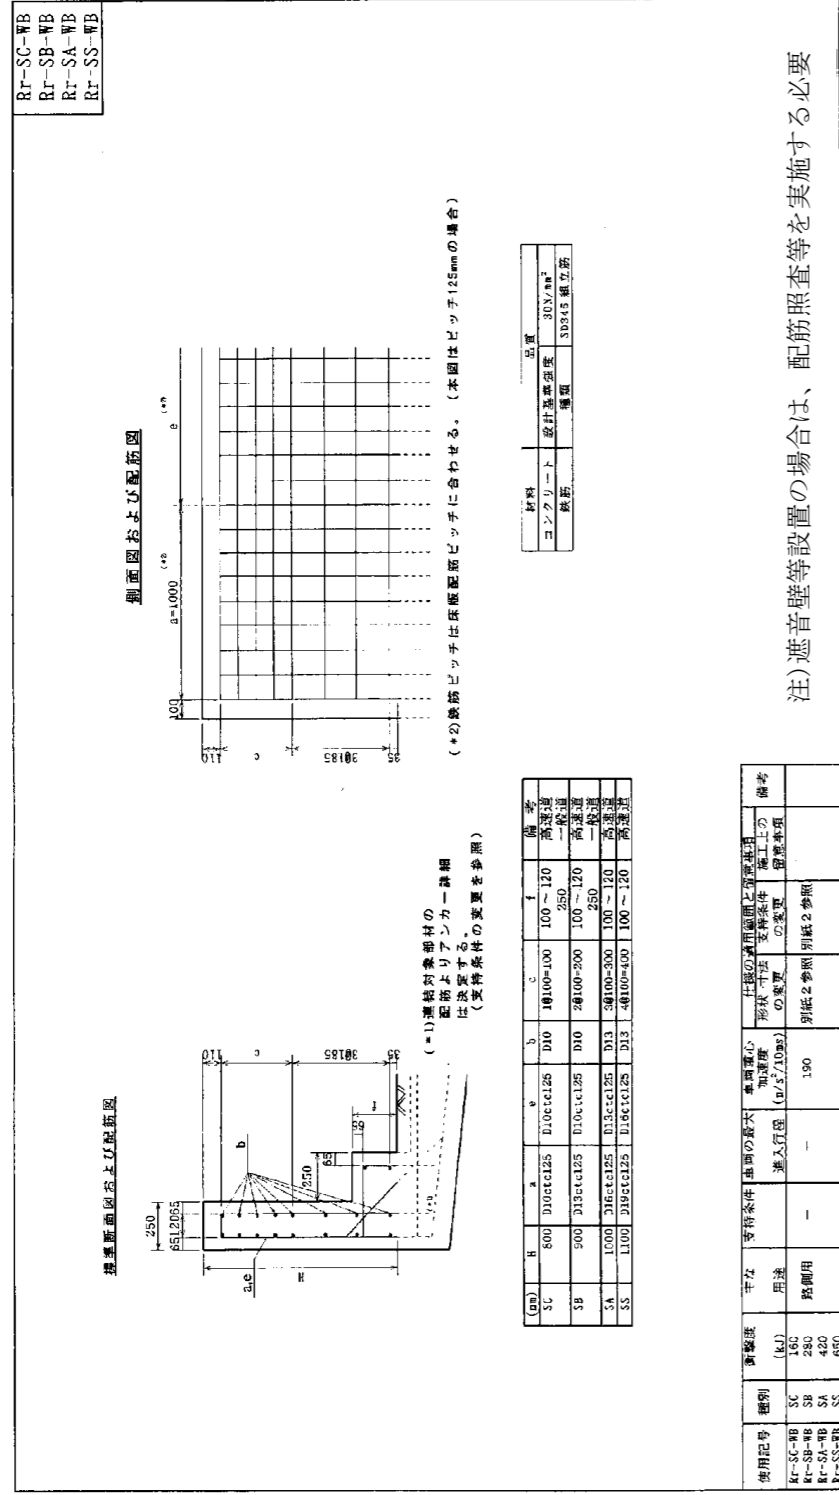 Rr-SC-WB
Rr-SB-WB
Rr-SA-WB
Rr-SS-WB
標準断面図および配筋図
250
65 120 65
110
c
3@185
35
b
250
65
65
f
H
a,e
(*1)
(*1)連結対象部材の
配筋よりアンカー詳細
は決定する。
(支持条件の変更を参照)
側面図および配筋図
100
a=1000
(*2)
e
(*2)
110
c
3@185
35
(*2)鉄筋ピッチは床版配筋ピッチに合わせる。(本図はピッチ125mmの場合)
(mm) H a e b c f 備考
SC 800 D10ctc125 D10ctc125 D10 1@100=100 100～120 高速道
250 一般道
SB 900 D13ctc125 D10ctc125 D10 2@100=200 100～120 高速道
250 一般道
SA 1000 D16ctc125 D13ctc125 D13 3@100=300 100～120 高速道
SS 1100 D19ctc125 D16ctc125 D13 4@100=400 100～120 高速道
材料 品質
コンクリート 設計基準強度 30N/mm²
鉄筋 種類 SD345 組立筋
使用記号 種別 衝撃度(kJ) 主な用途 支持条件 車両の最大進入行程 車両重心加速度(m/s²/10ms) 仕様の適用範囲と留意事項 備考
形状・寸法の変更 支持条件の変更 施工上の留意事項
Rr-SC-WB SC 160
Rr-SB-WB SB 280 路側用 － － 190 別紙2参照 別紙2参照
Rr-SA-WB SA 420
Rr-SS-WB SS 650
注)遮音壁等設置の場合は、配筋照査等を実施する必要